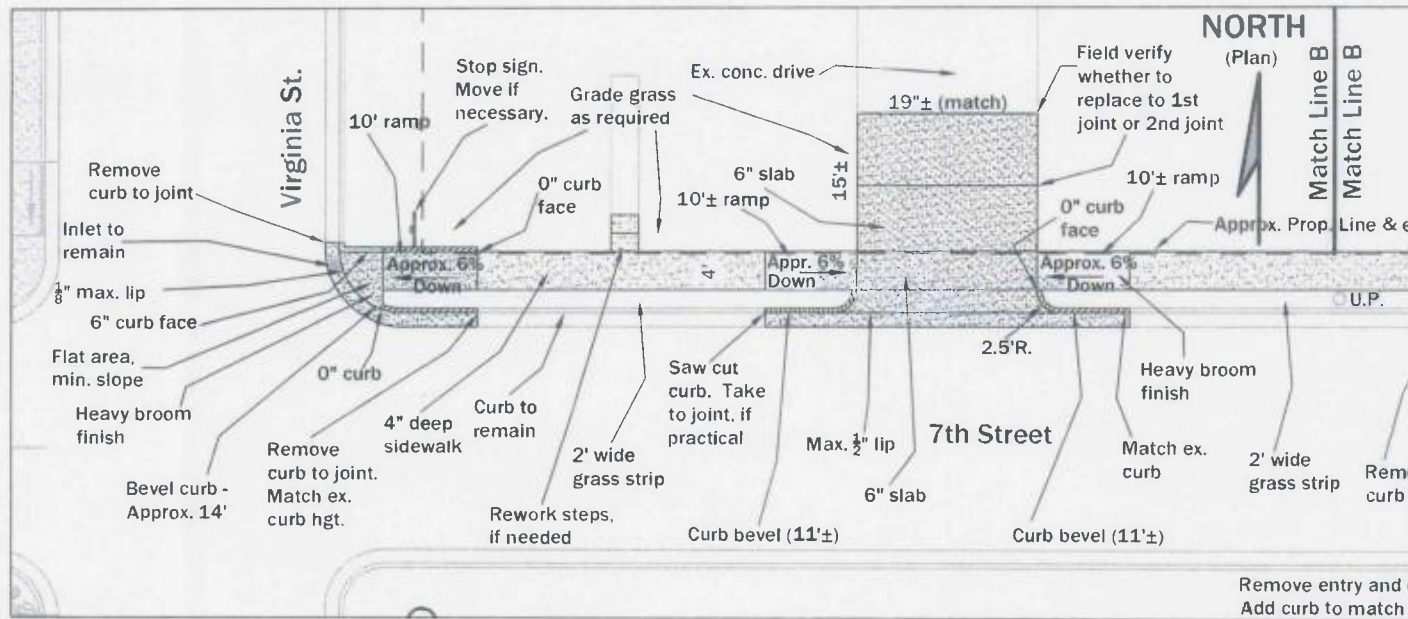 NORTH
(Plan)
Match Line B
Match Line B
Virginia St.
Stop sign.
Move if
necessary.
10' ramp
Grade grass
as required
Ex. conc. drive
19"± (match)
15'±
Field verify
whether to
replace to 1st
joint or 2nd joint
Remove
curb to joint
Inlet to
remain
⅛" max. lip
6" curb face
Flat area,
min. slope
Heavy broom
finish
Bevel curb -
Approx. 14'
0" curb
face
6" slab
10'± ramp
0" curb
face
10'± ramp
Approx. Prop. Line & e
Approx. 6%
Down
4'
Appr. 6%
Down
Approx. 6%
Down
U.P.
0" curb
Remove
curb to joint.
Match ex.
curb hgt.
4" deep
sidewalk
Curb to
remain
Rework steps,
if needed
2' wide
grass strip
Saw cut
curb. Take
to joint, if
practical
Curb bevel (11'±)
Max. ½" lip
6" slab
7th Street
2.5'R.
Curb bevel (11'±)
Match ex.
curb
Heavy broom
finish
2' wide
grass strip
curb
Remove entry and
Add curb to match